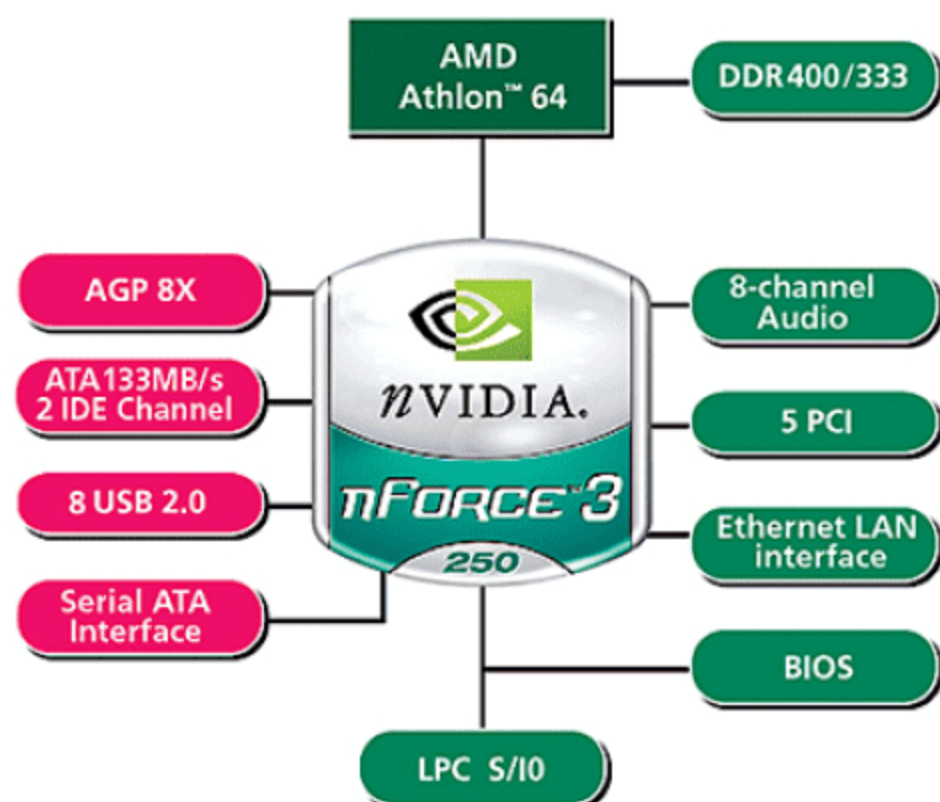 AMD
Athlon™ 64
DDR400/333
AGP 8X
8-channel
Audio
ATA133MB/s
2 IDE Channel
nVIDIA.
5 PCI
8 USB 2.0
nFORCE™3
Ethernet LAN
interface
250
Serial ATA
Interface
BIOS
LPC S/I0